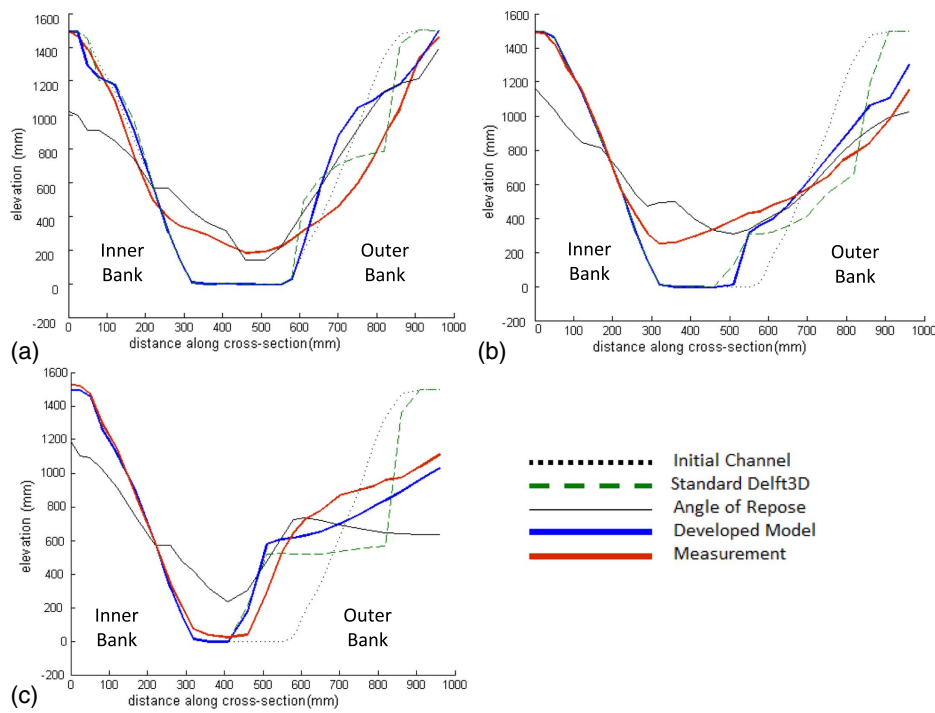 1600
1400
1200
1000
800
600
400
200
0
-200
elevation (mm)
Inner
Bank
Outer
Bank
0 100 200 300 400 500 600 700 800 900 1000
distance along cross-section(mm)
(a)
1600
1400
1200
1000
800
600
400
200
0
-200
elevation (mm)
Inner
Bank
Outer
Bank
0 100 200 300 400 500 600 700 800 900 1000
distance along cross-section(mm)
(b)
1600
1400
1200
1000
800
600
400
200
0
-200
elevation (mm)
Inner
Bank
Outer
Bank
0 100 200 300 400 500 600 700 800 900 1000
distance along cross-section(mm)
(c)
Initial Channel
Standard Delft3D
Angle of Repose
Developed Model
Measurement